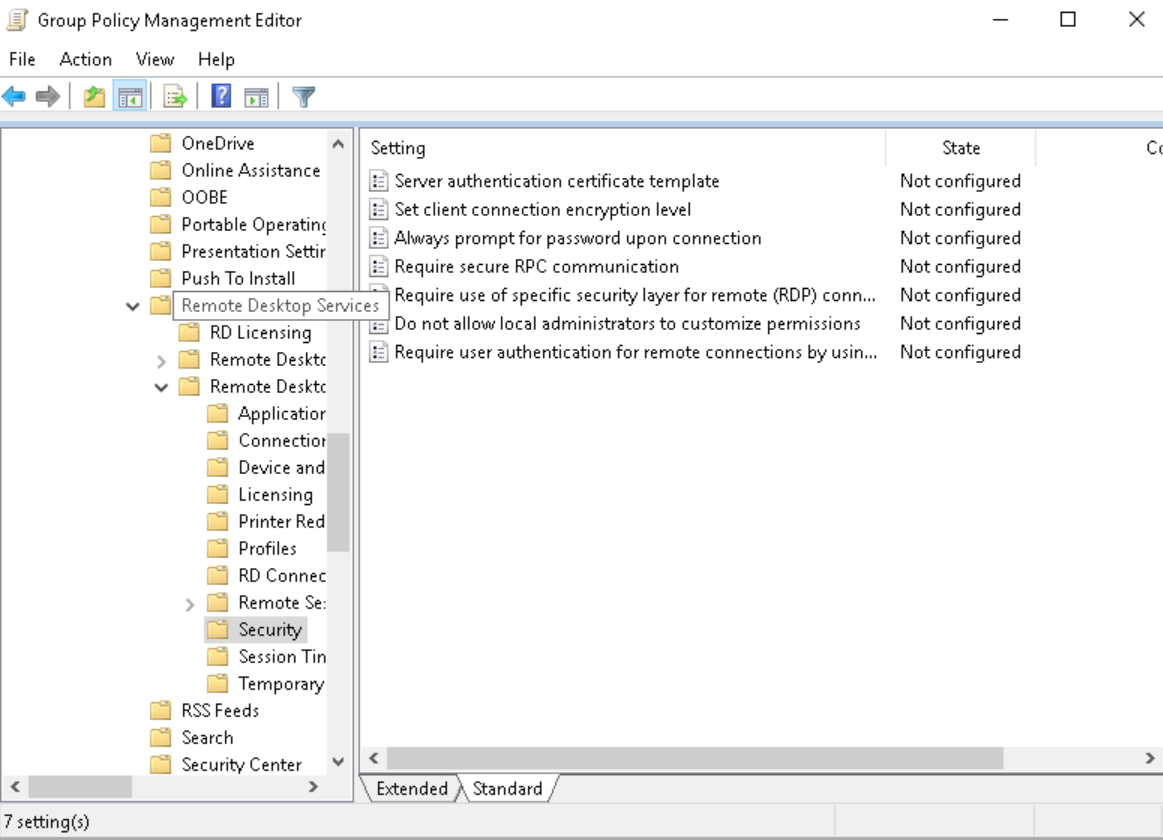 Group Policy Management Editor
File Action View Help
OneDrive
Online Assistance
OOBE
Portable Operating
Presentation Settir
Push To Install
Remote Desktop Services
RD Licensing
Remote Deskto
Remote Deskto
Application
Connection
Device and
Licensing
Printer Red
Profiles
RD Connec
Remote Se
Security
Session Tin
Temporary
RSS Feeds
Search
Security Center
Setting State Co
Server authentication certificate template Not configured
Set client connection encryption level Not configured
Always prompt for password upon connection Not configured
Require secure RPC communication Not configured
Require use of specific security layer for remote (RDP) conn... Not configured
Do not allow local administrators to customize permissions Not configured
Require user authentication for remote connections by usin... Not configured
Extended Standard
7 setting(s)